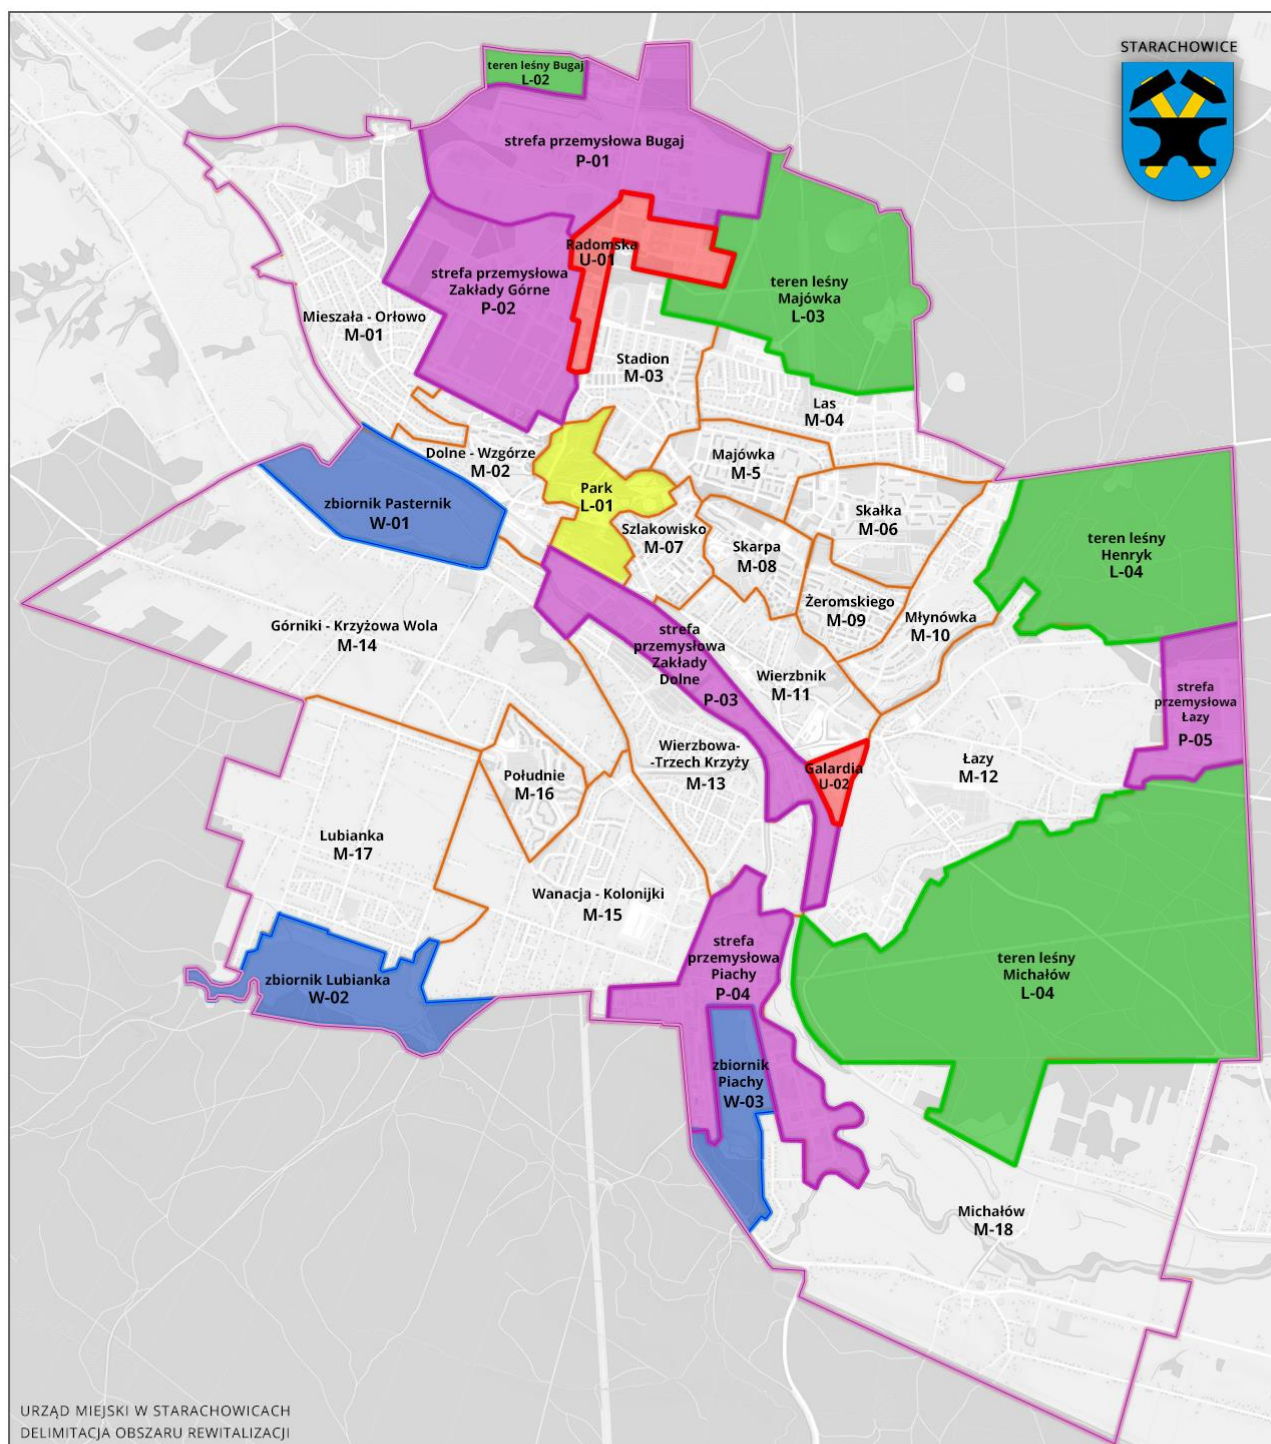 STARACHOWICE
teren leśny Bugaj
L-02
strefa przemysłowa Bugaj
P-01
Radomska
U-01
strefa przemysłowa
Zakłady Górne
P-02
teren leśny
Majówka
L-03
Mieszała - Orłowo
M-01
Stadion
M-03
Las
M-04
Dolne - Wzgórze
M-02
Majówka
M-5
Park
L-01
zbiornik Pasternik
W-01
Skałka
M-06
Szlakowisko
M-07
Skarpa
M-08
teren leśny
Henryk
L-04
Żeromskiego
M-09
Młynówka
M-10
Górniki - Krzyżowa Wola
M-14
strefa
przemysłowa
Zakłady
Dolne
P-03
Wierzbnik
M-11
strefa
przemysłowa
Łazy
P-05
Wierzbowa-
-Trzech Krzyży
M-13
Galardia
U-02
Łazy
M-12
Południe
M-16
Lubianka
M-17
Wanacja - Kolonijki
M-15
strefa
przemysłowa
Piachy
P-04
teren leśny
Michałów
L-04
zbiornik Lubianka
W-02
zbiornik
Piachy
W-03
Michałów
M-18
URZĄD MIEJSKI W STARACHOWICACH
DELIMITACJA OBSZARU REWITALIZACJI